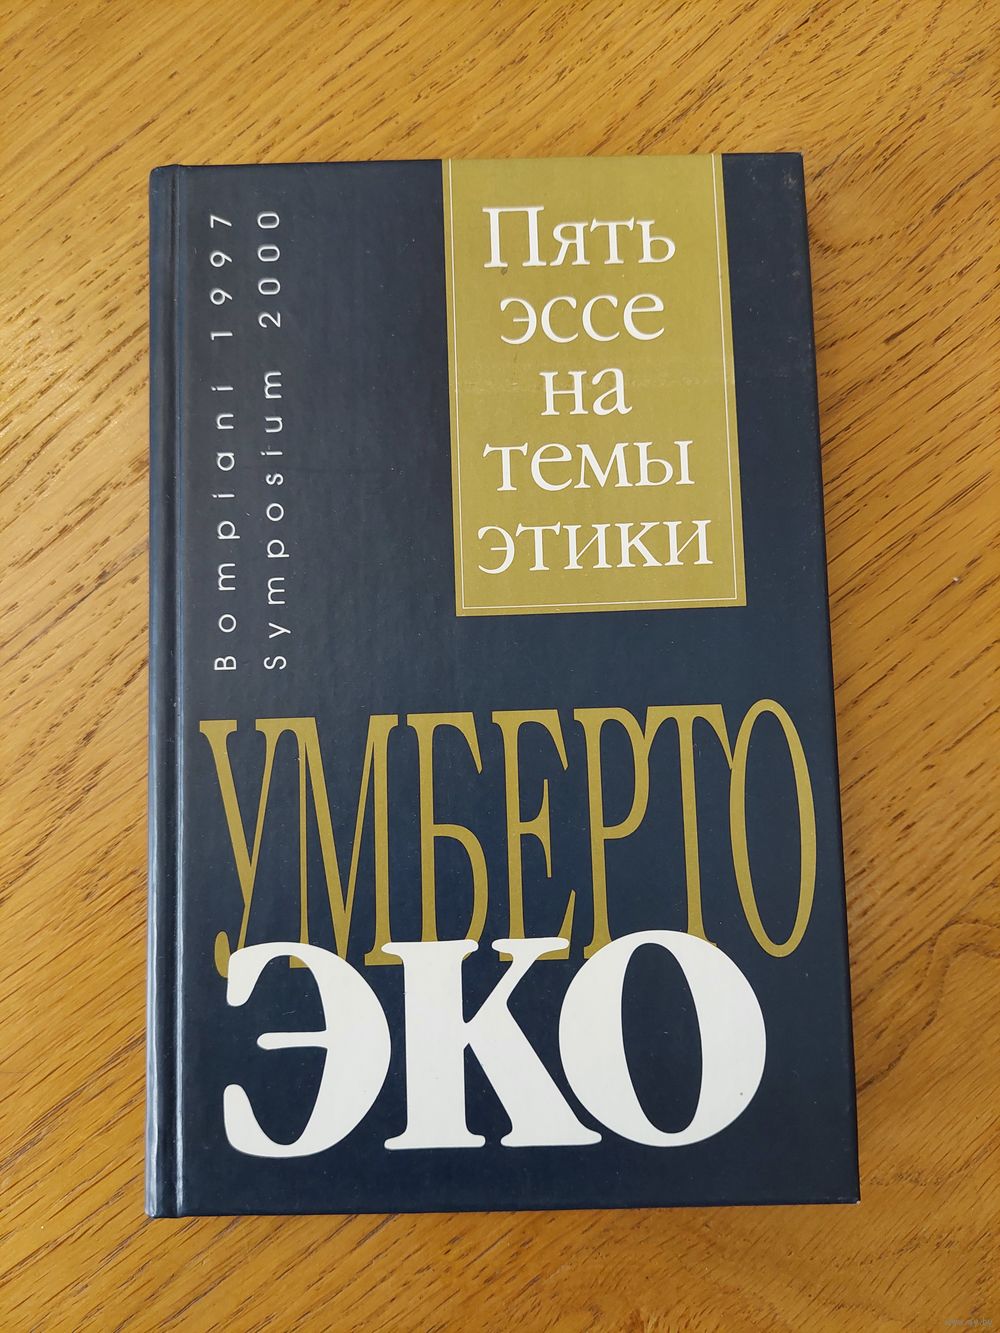 Bompiani 1997
Symposium 2000
Пять
эссе
на
темы
этики
УМБЕРТО
ЭКО